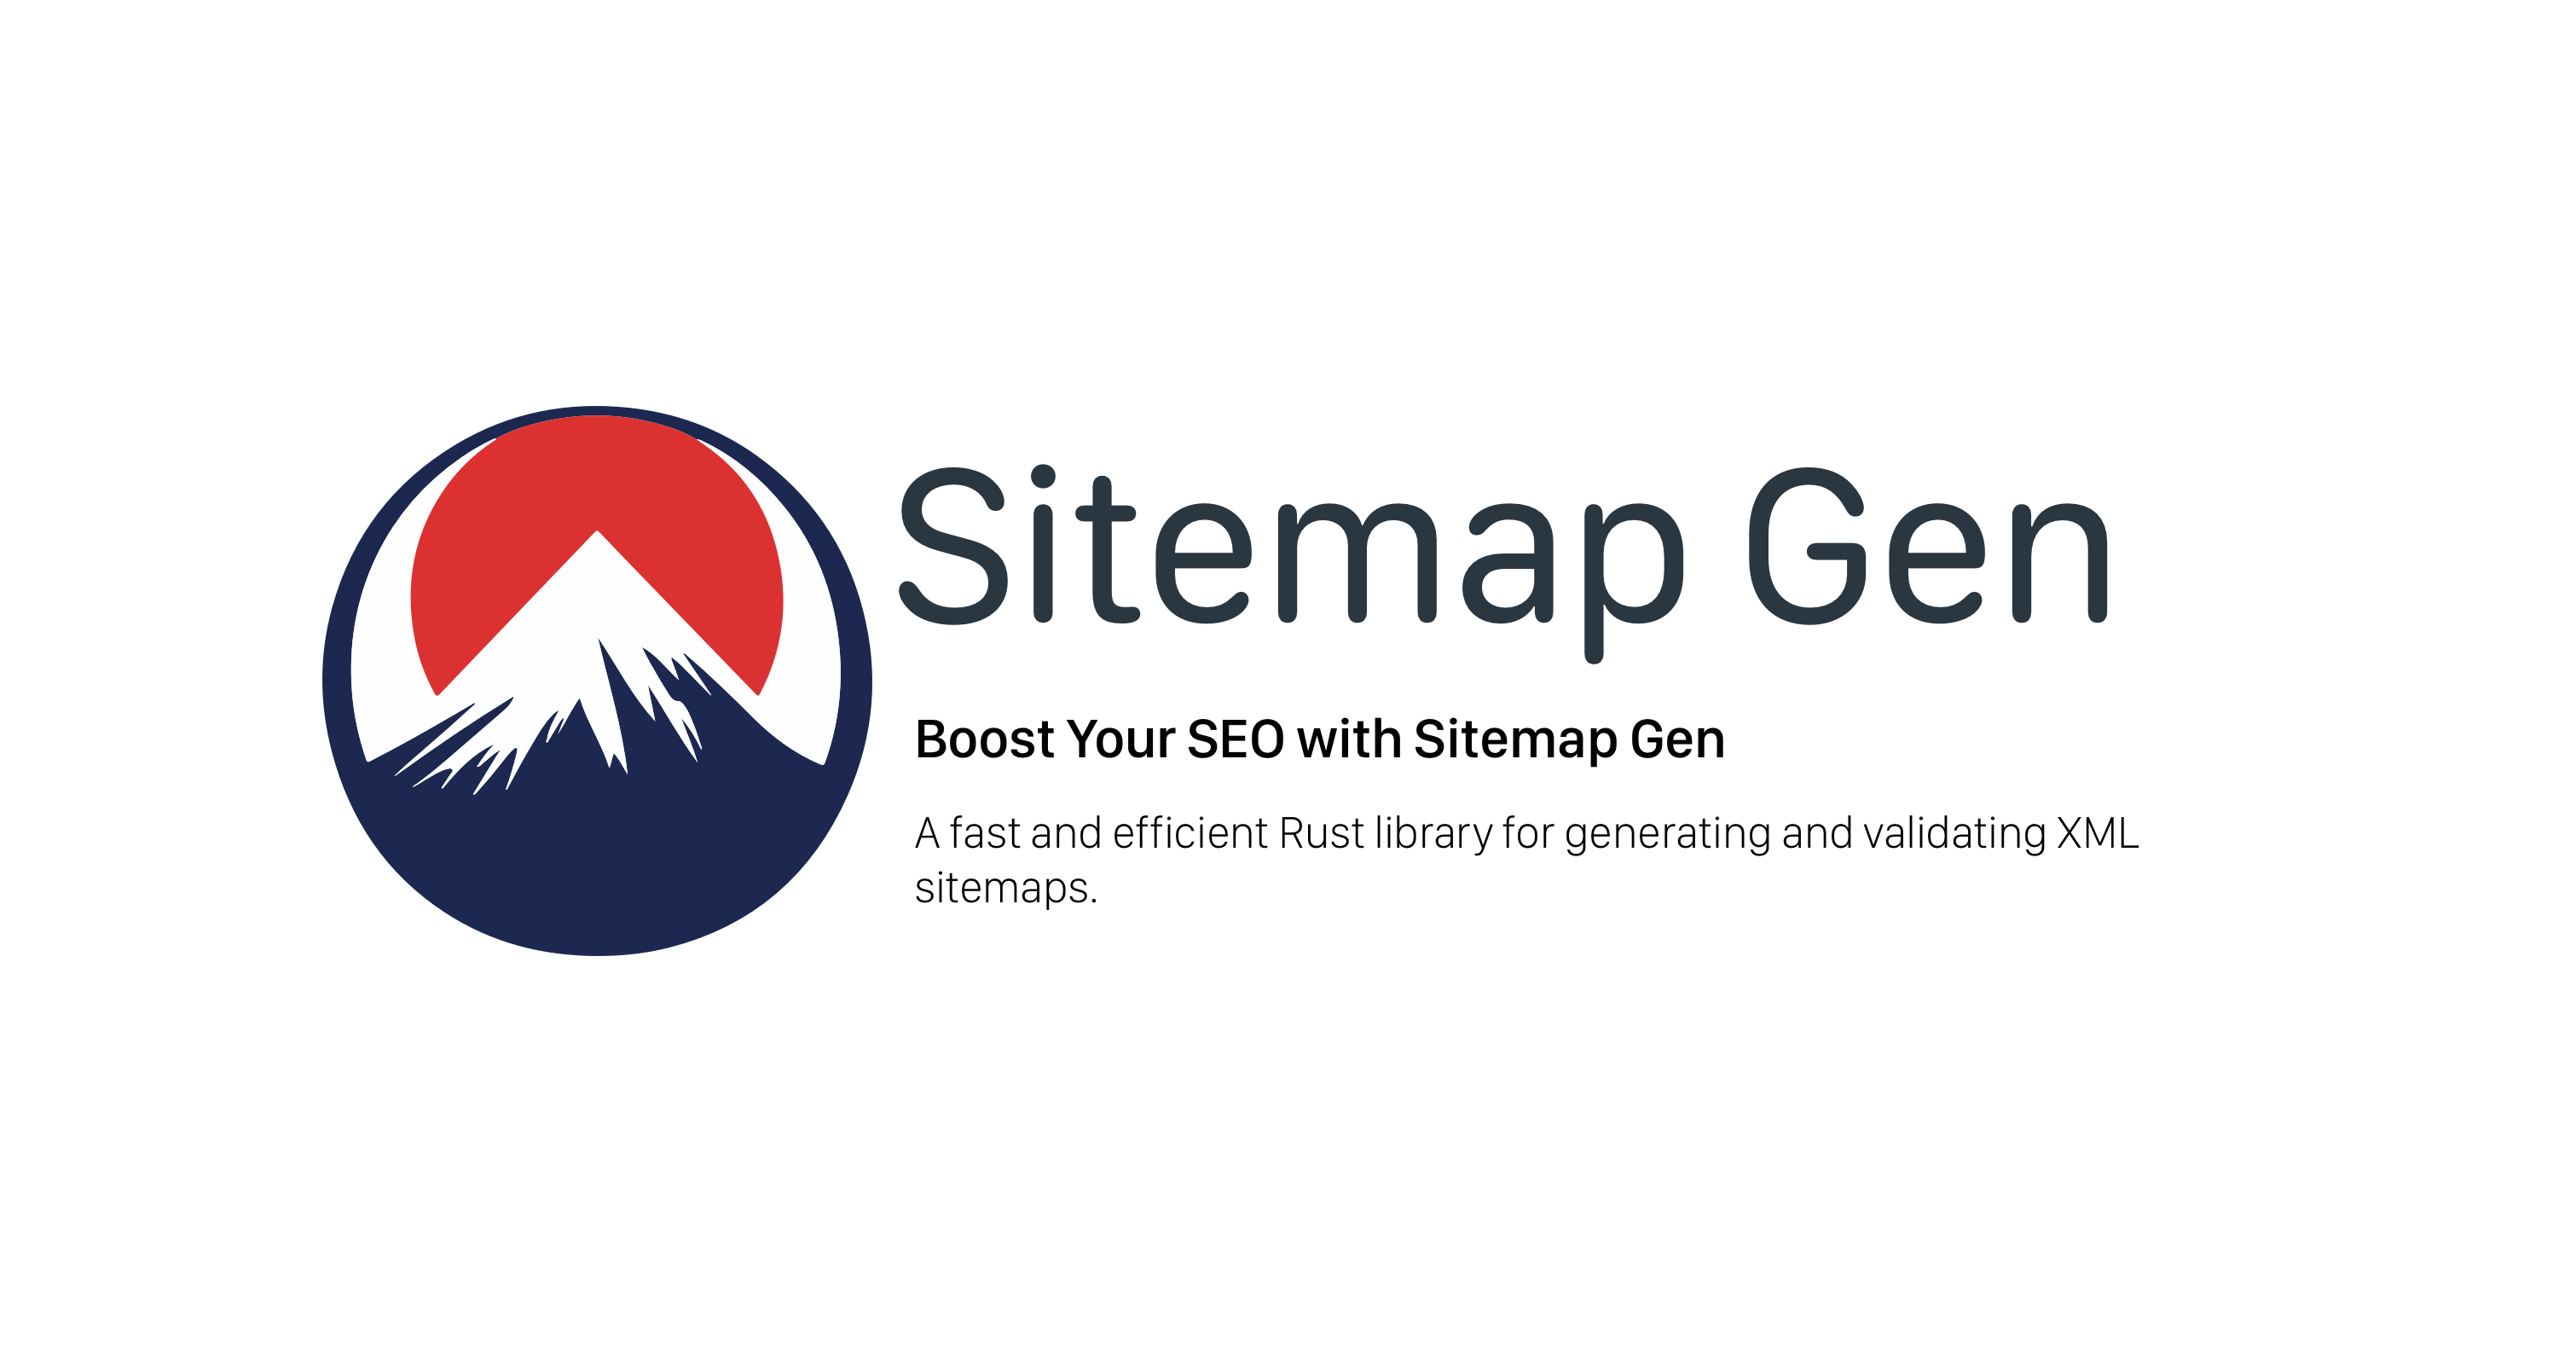 Sitemap Gen
Boost Your SEO with Sitemap Gen
A fast and efficient Rust library for generating and validating XML
sitemaps.